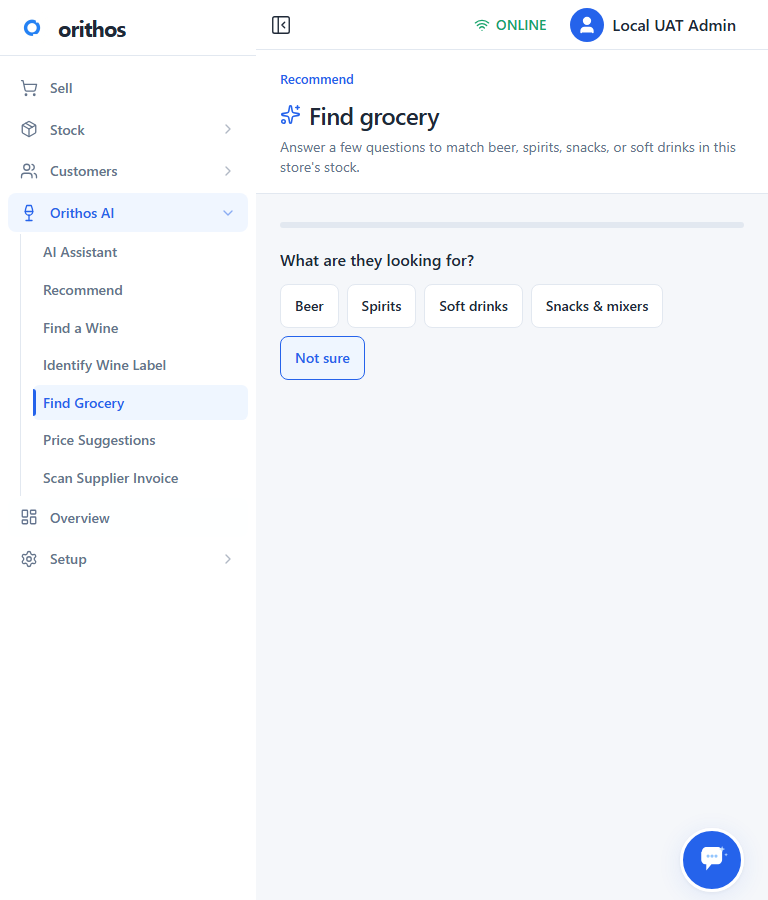 orithos
ONLINE
Local UAT Admin
Sell
Stock
Customers
Orithos AI
AI Assistant
Recommend
Find a Wine
Identify Wine Label
Find Grocery
Price Suggestions
Scan Supplier Invoice
Overview
Setup
Recommend
Find grocery
Answer a few questions to match beer, spirits, snacks, or soft drinks in this
store's stock.
What are they looking for?
Beer
Spirits
Soft drinks
Snacks & mixers
Not sure